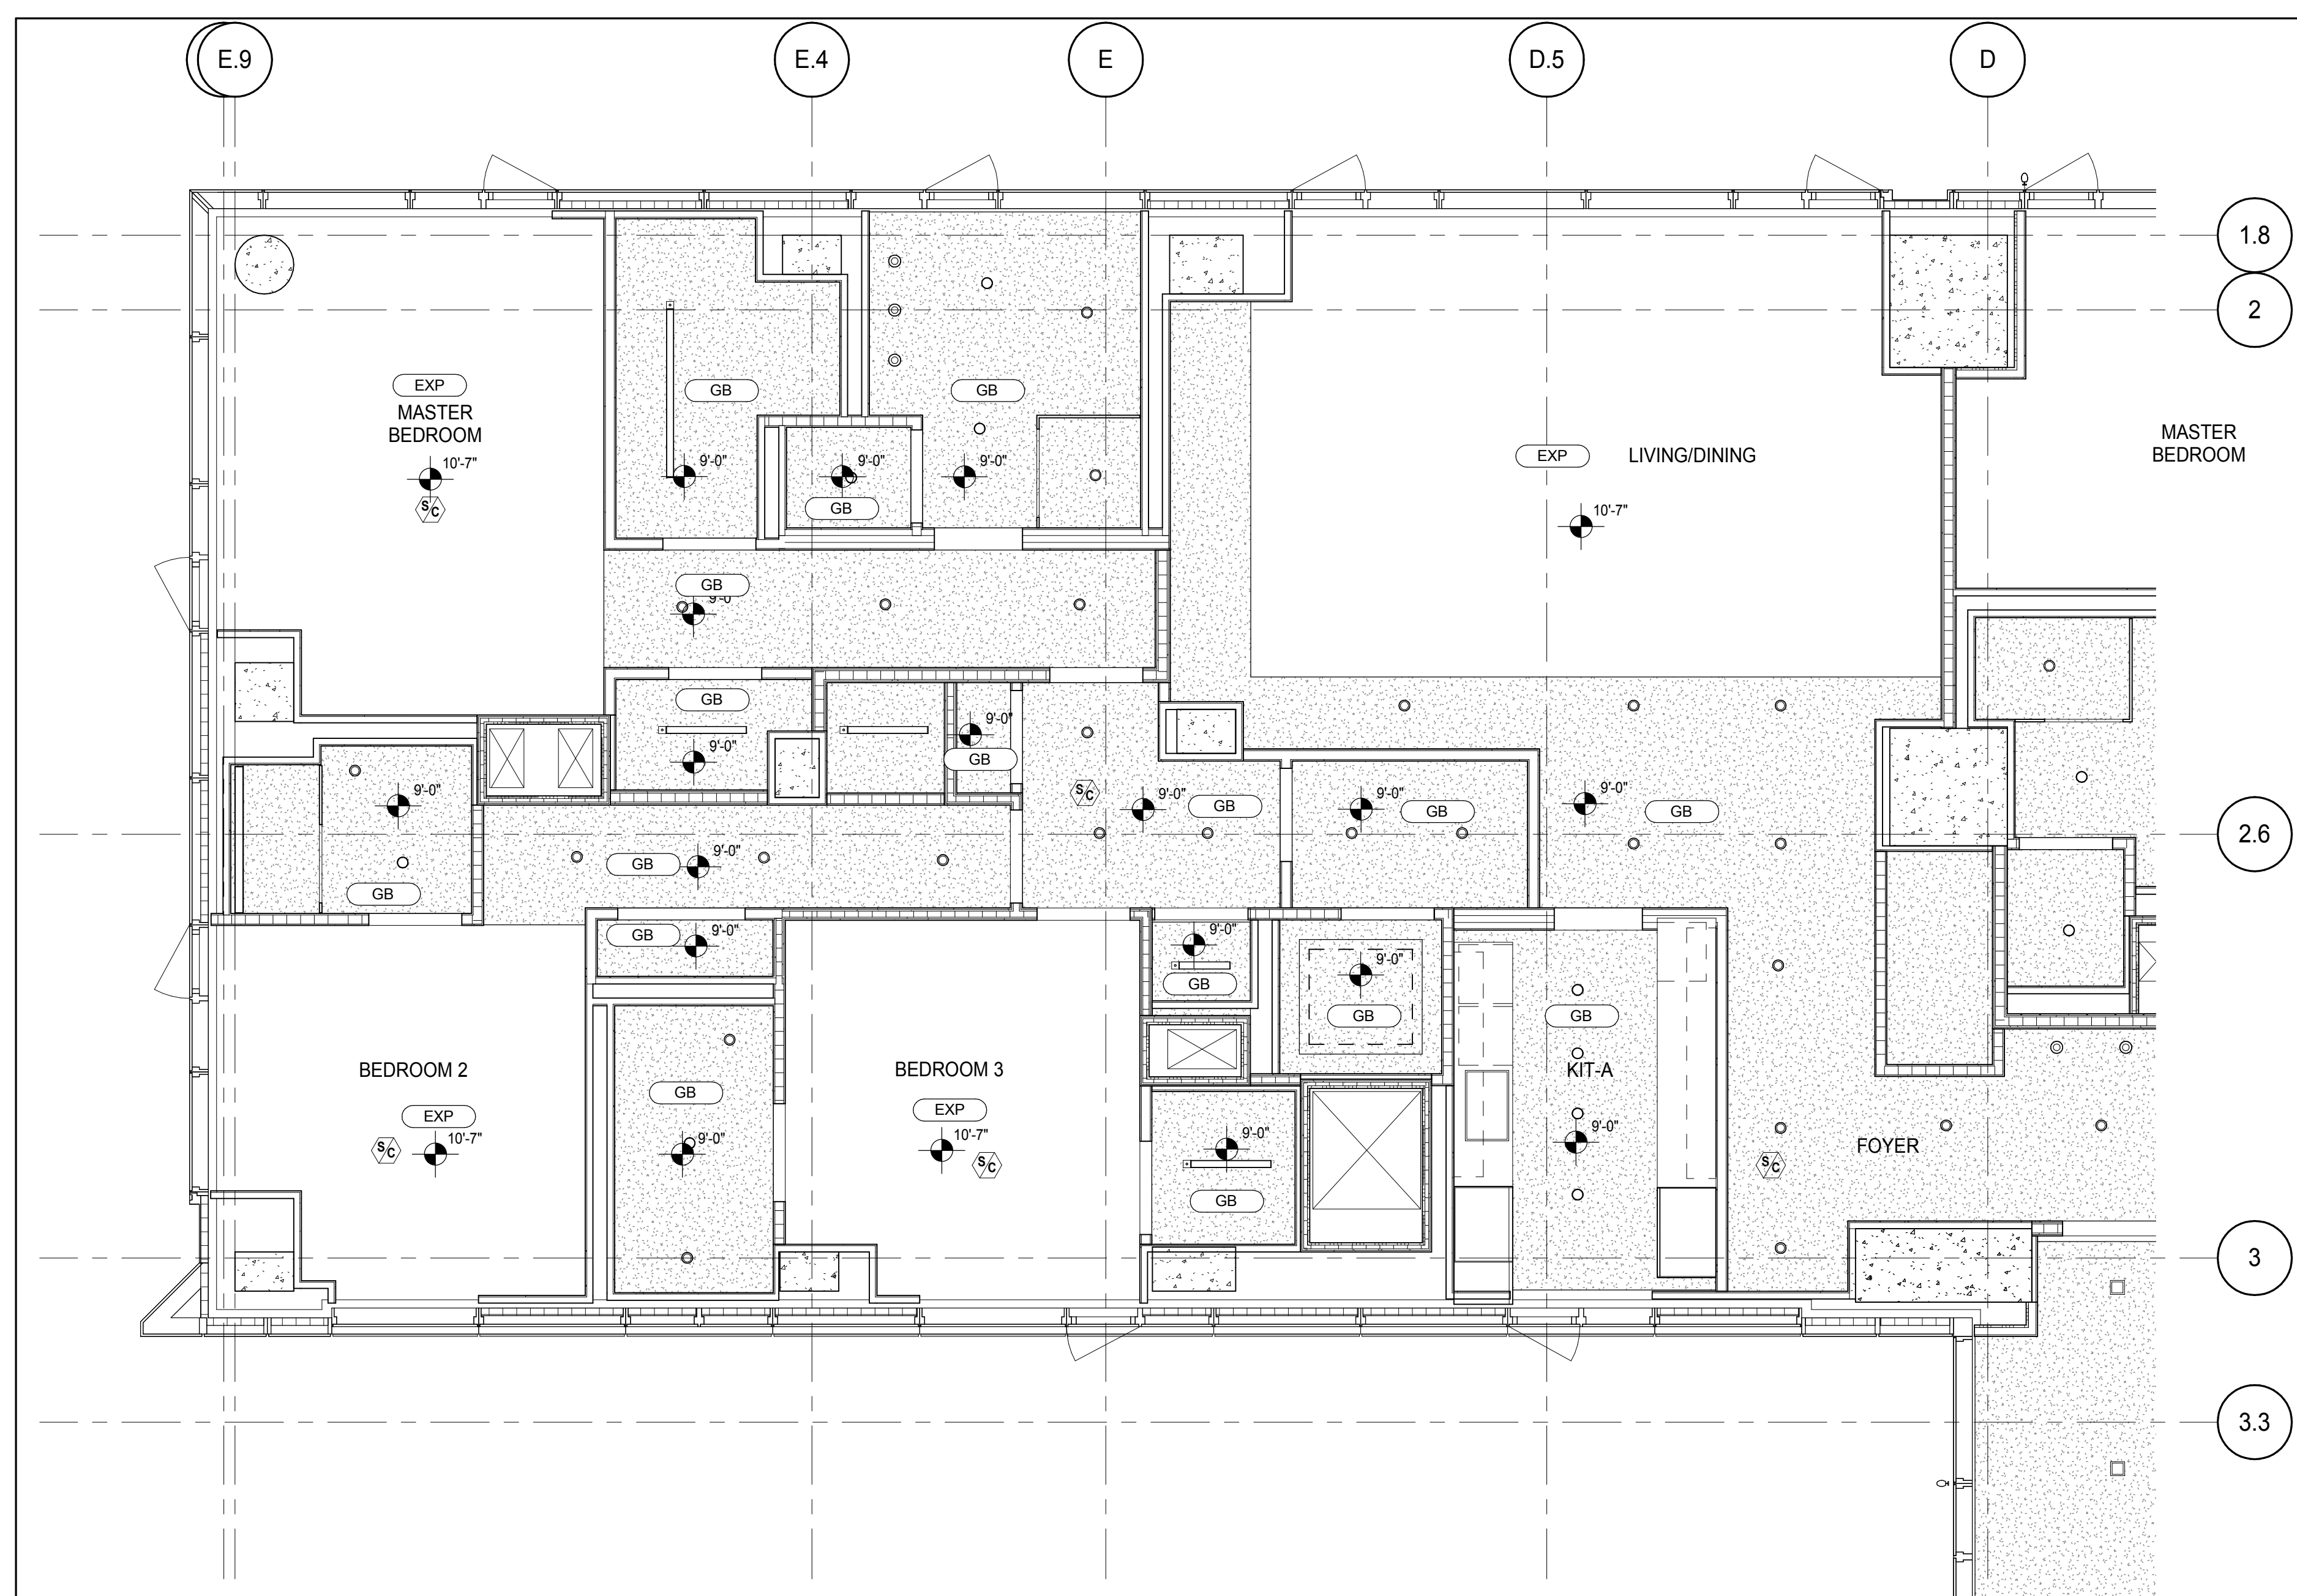 E.9
E.4
E
D.5
D
1.8
2
EXP
MASTER
BEDROOM
10'-7"
S/C
GB
9'-0"
GB
9'-0"
GB
9'-0"
EXP
LIVING/DINING
10'-7"
MASTER
BEDROOM
GB
9'-0"
GB
9'-0"
9'-0"
GB
9'-0"
GB
S/C
9'-0"
GB
9'-0"
GB
9'-0"
GB
2.6
GB
9'-0"
GB
9'-0"
9'-0"
GB
9'-0"
GB
GB
KIT-A
9'-0"
BEDROOM 2
EXP
S/C
10'-7"
GB
9'-0"
BEDROOM 3
EXP
10'-7"
S/C
9'-0"
GB
FOYER
S/C
3
3.3